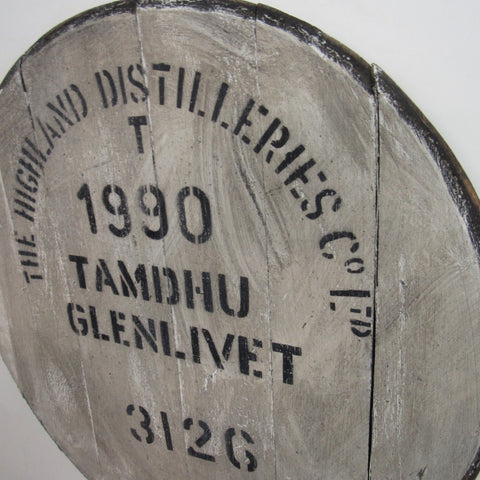 THE HIGHLAND DISTILLERIES Cº LTD
T
1990
TAMDHU
GLENLIVET
3126